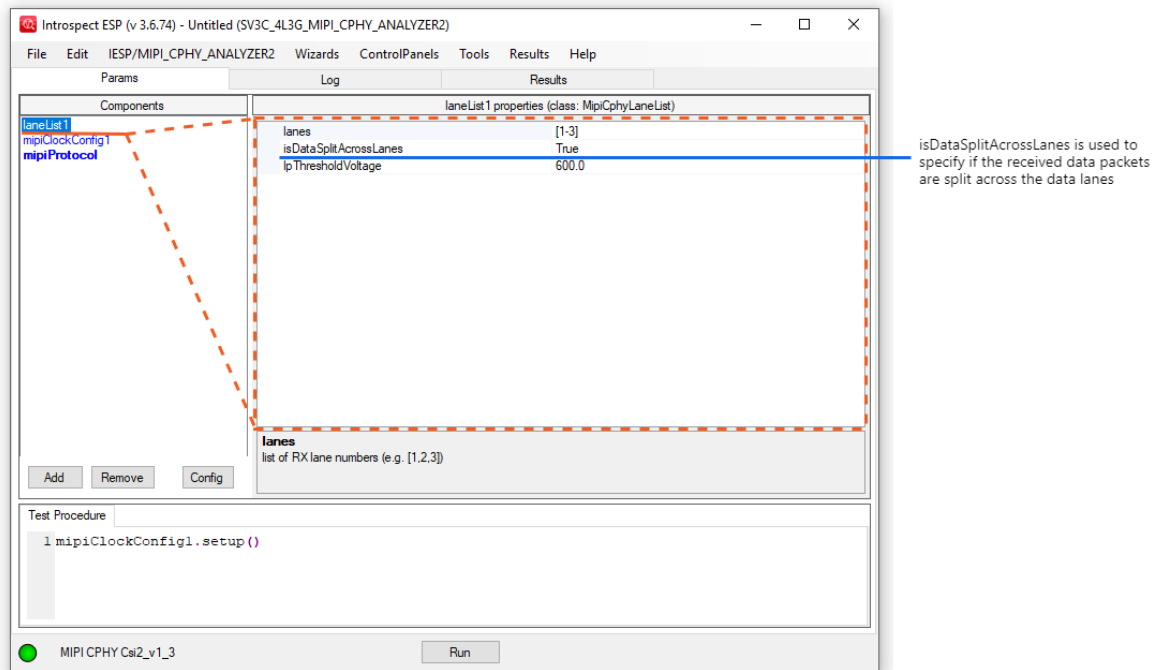 Introspect ESP (v 3.6.74) - Untitled (SV3C_4L3G_MIPI_CPHY_ANALYZER2)
File Edit IESP/MIPI_CPHY_ANALYZER2 Wizards ControlPanels Tools Results Help
Params Log Results
Components
laneList1 properties (class: MipiCphyLaneList)
laneList1
mipiClockConfig1
mipiProtocol
lanes [1-3]
isDataSplitAcrossLanes True
lpThresholdVoltage 600.0
isDataSplitAcrossLanes is used to
specify if the received data packets
are split across the data lanes
lanes
list of RX lane numbers (e.g. [1,2,3])
Add Remove Config
Test Procedure
1 mipiClockConfig1.setup()
MIPI CPHY Csi2_v1_3
Run